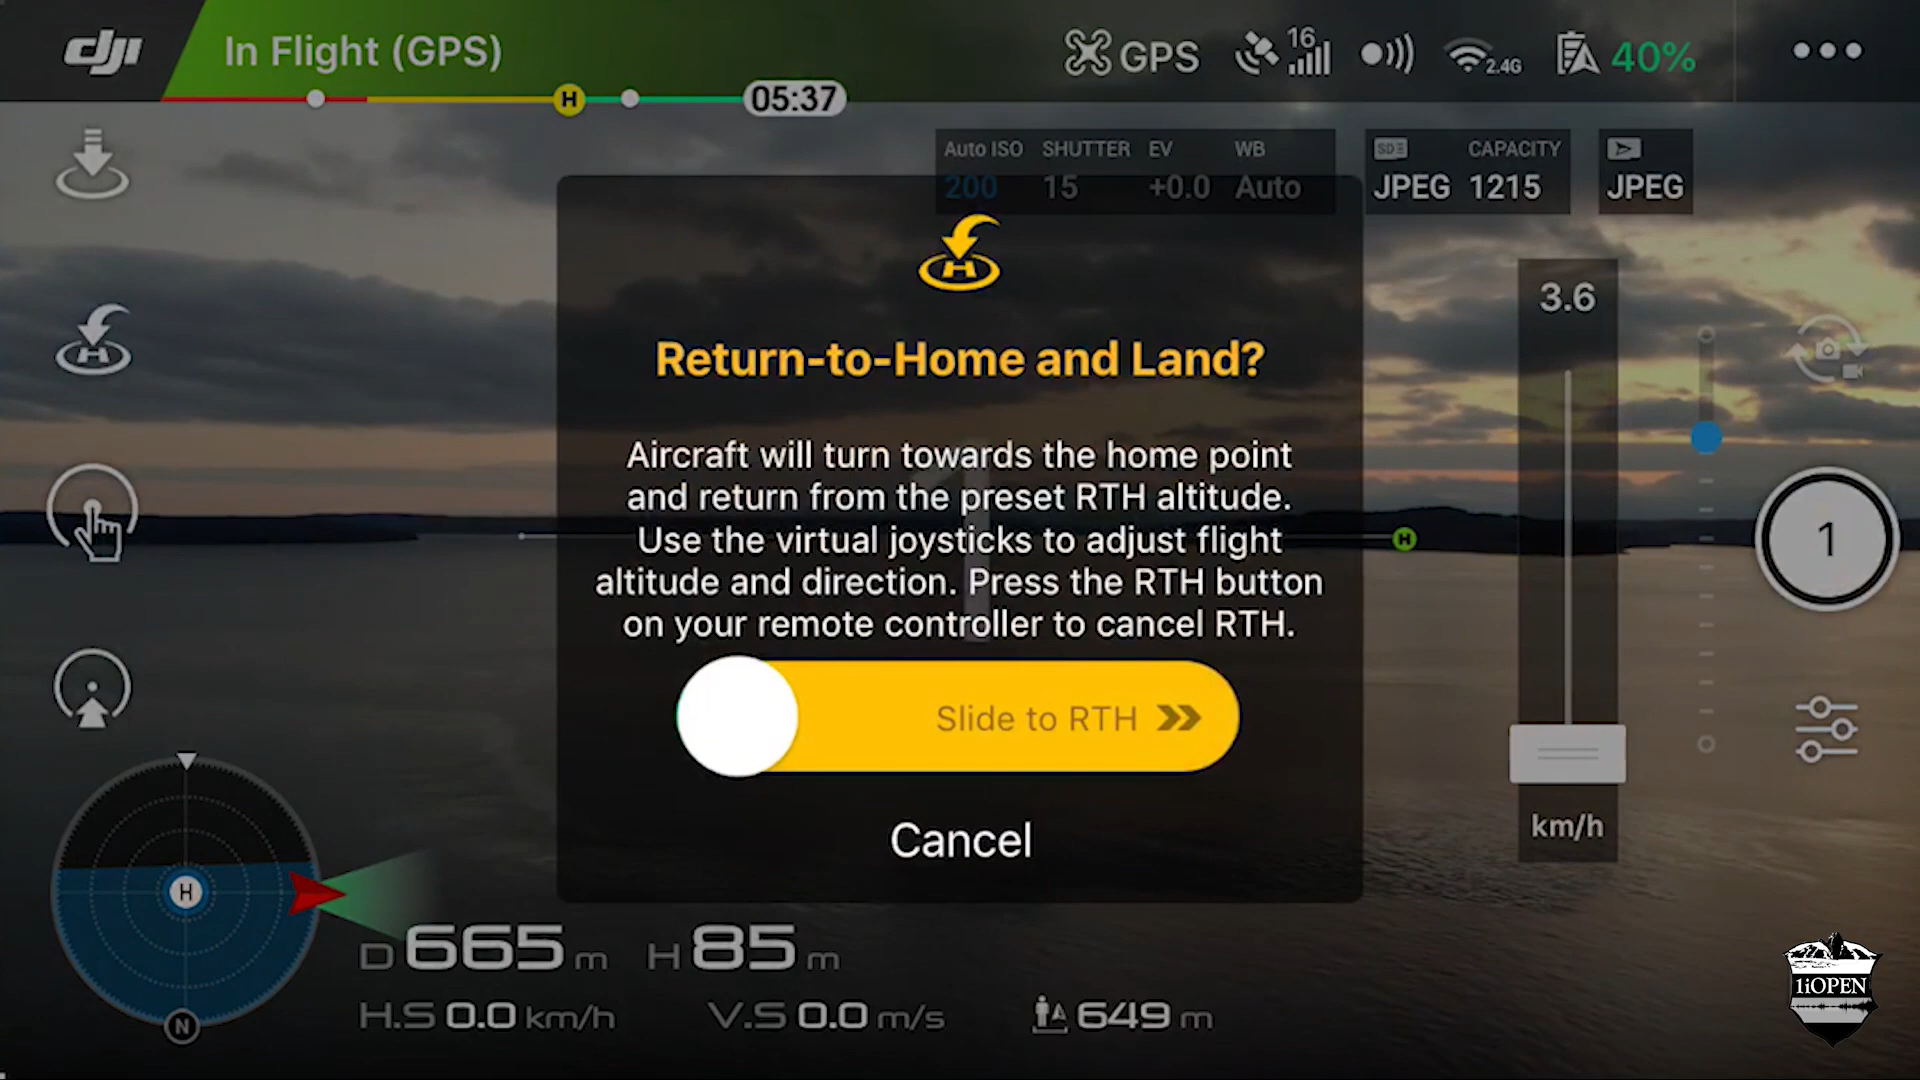 dji
In Flight (GPS)
GPS
16
2.4G
40%
H
05:37
Auto ISO SHUTTER EV WB
200 15 +0.0 Auto
SD
CAPACITY
JPEG 1215
JPEG
H
Return-to-Home and Land?
Aircraft will turn towards the home point
and return from the preset RTH altitude.
Use the virtual joysticks to adjust flight
altitude and direction. Press the RTH button
on your remote controller to cancel RTH.
Slide to RTH
Cancel
3.6
km/h
H
H
1
1
H
N
D 665 m H 85 m
H.S 0.0 km/h V.S 0.0 m/s 649 m
1iOPEN